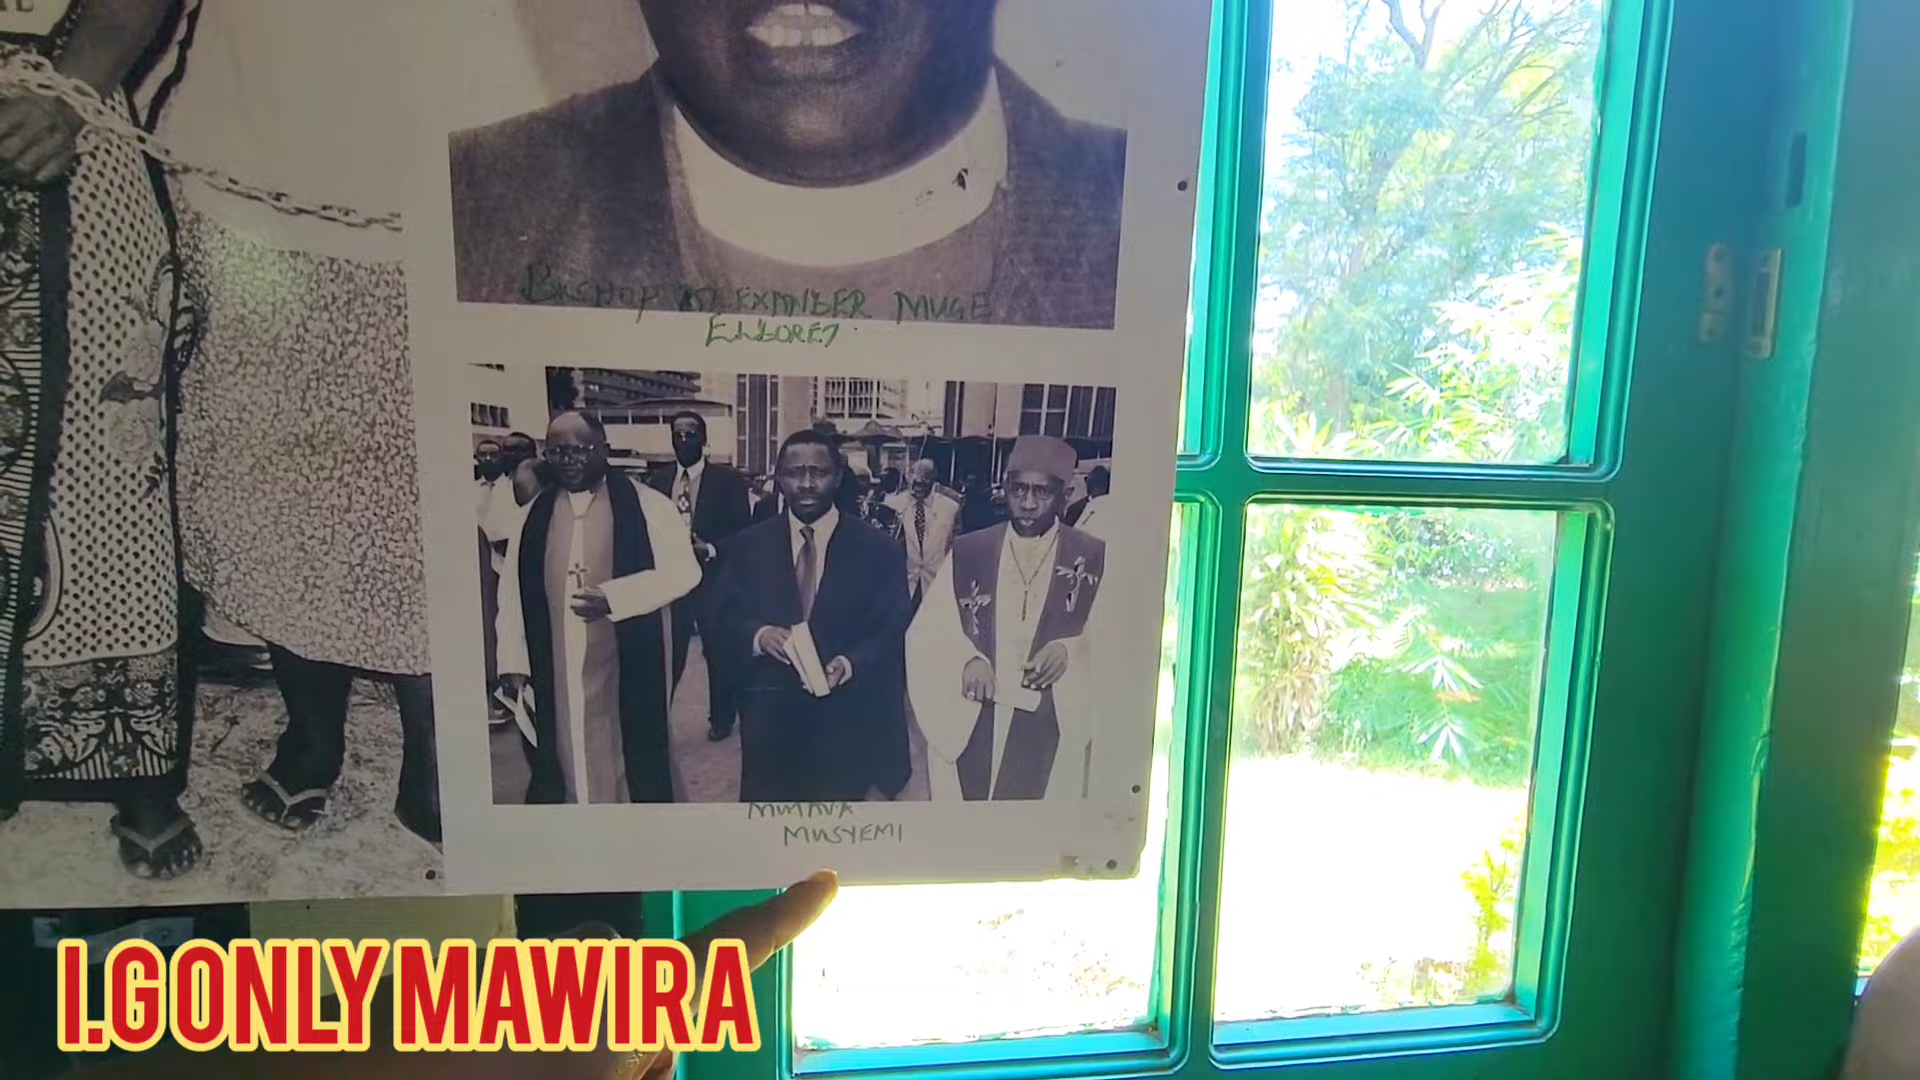 BISHOP ALEXANDER MUGE
ELDORET
MUTAVA
MUSYEMI
I.G ONLY MAWIRA